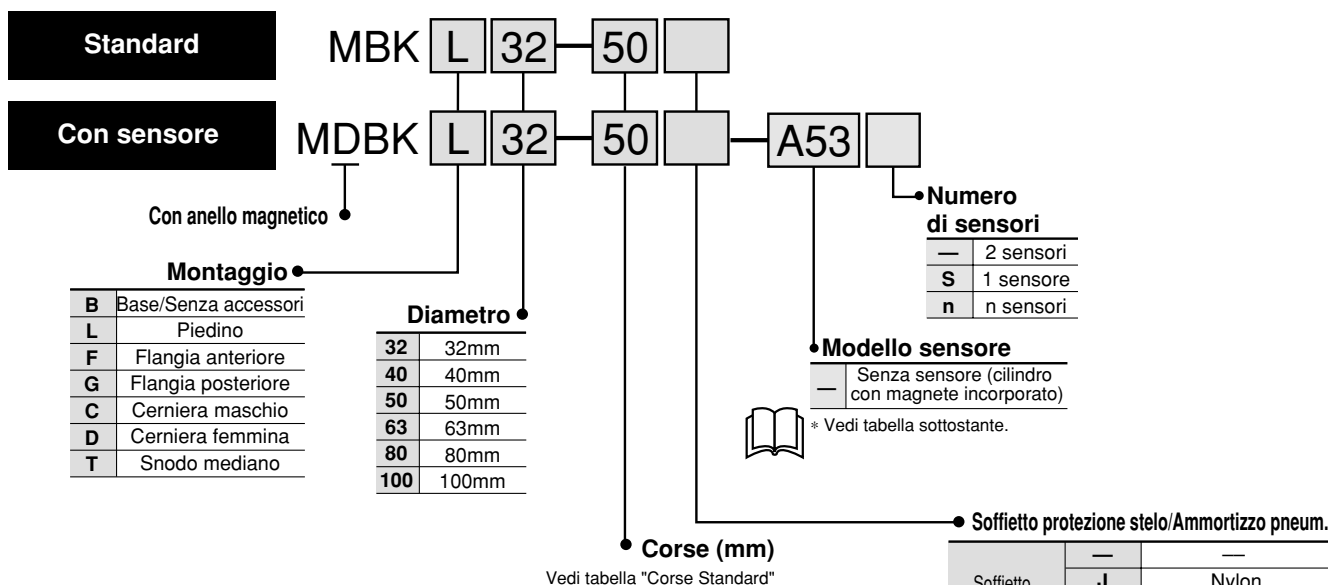 Standard
MBK L 32 — 50
Con sensore
MDBK L 32 — 50 — A53
Con anello magnetico
Numero
di sensori
— 2 sensori
S 1 sensore
n n sensori
Montaggio
B Base/Senza accessori
L Piedino
F Flangia anteriore
G Flangia posteriore
C Cerniera maschio
D Cerniera femmina
T Snodo mediano
Diametro
32 32mm
40 40mm
50 50mm
63 63mm
80 80mm
100 100mm
Modello sensore
— Senza sensore (cilindro
con magnete incorporato)
* Vedi tabella sottostante.
Corse (mm)
Vedi tabella "Corse Standard"
Soffietto protezione stelo/Ammortizzo pneum.
— —
Soffietto J Nylon